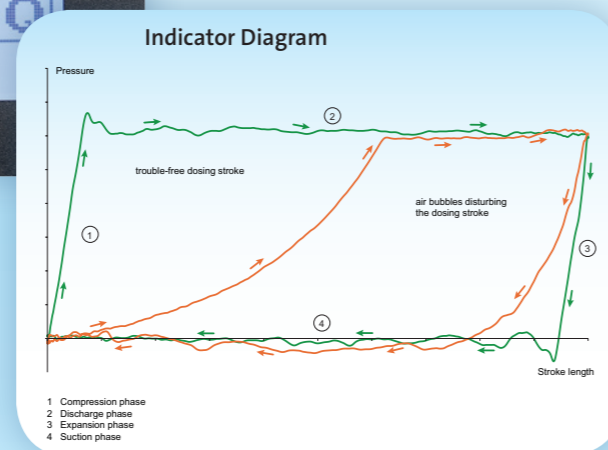 Q
Indicator Diagram
Pressure
2
trouble-free dosing stroke
air bubbles disturbing
the dosing stroke
1
3
4
Stroke length
1 Compression phase
2 Discharge phase
3 Expansion phase
4 Suction phase